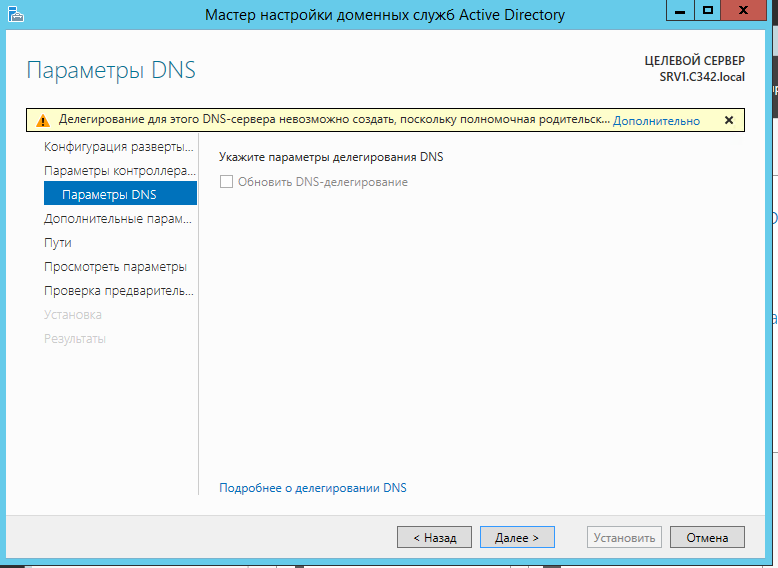 Мастер настройки доменных служб Active Directory
Параметры DNS
ЦЕЛЕВОЙ СЕРВЕР
SRV1.C342.local
Делегирование для этого DNS-сервера невозможно создать, поскольку полномочная родительск... Дополнительно
Конфигурация разверты...
Параметры контроллера...
Параметры DNS
Дополнительные парам...
Пути
Просмотреть параметры
Проверка предваритель...
Установка
Результаты
Укажите параметры делегирования DNS
Обновить DNS-делегирование
Подробнее о делегировании DNS
< Назад
Далее >
Установить
Отмена